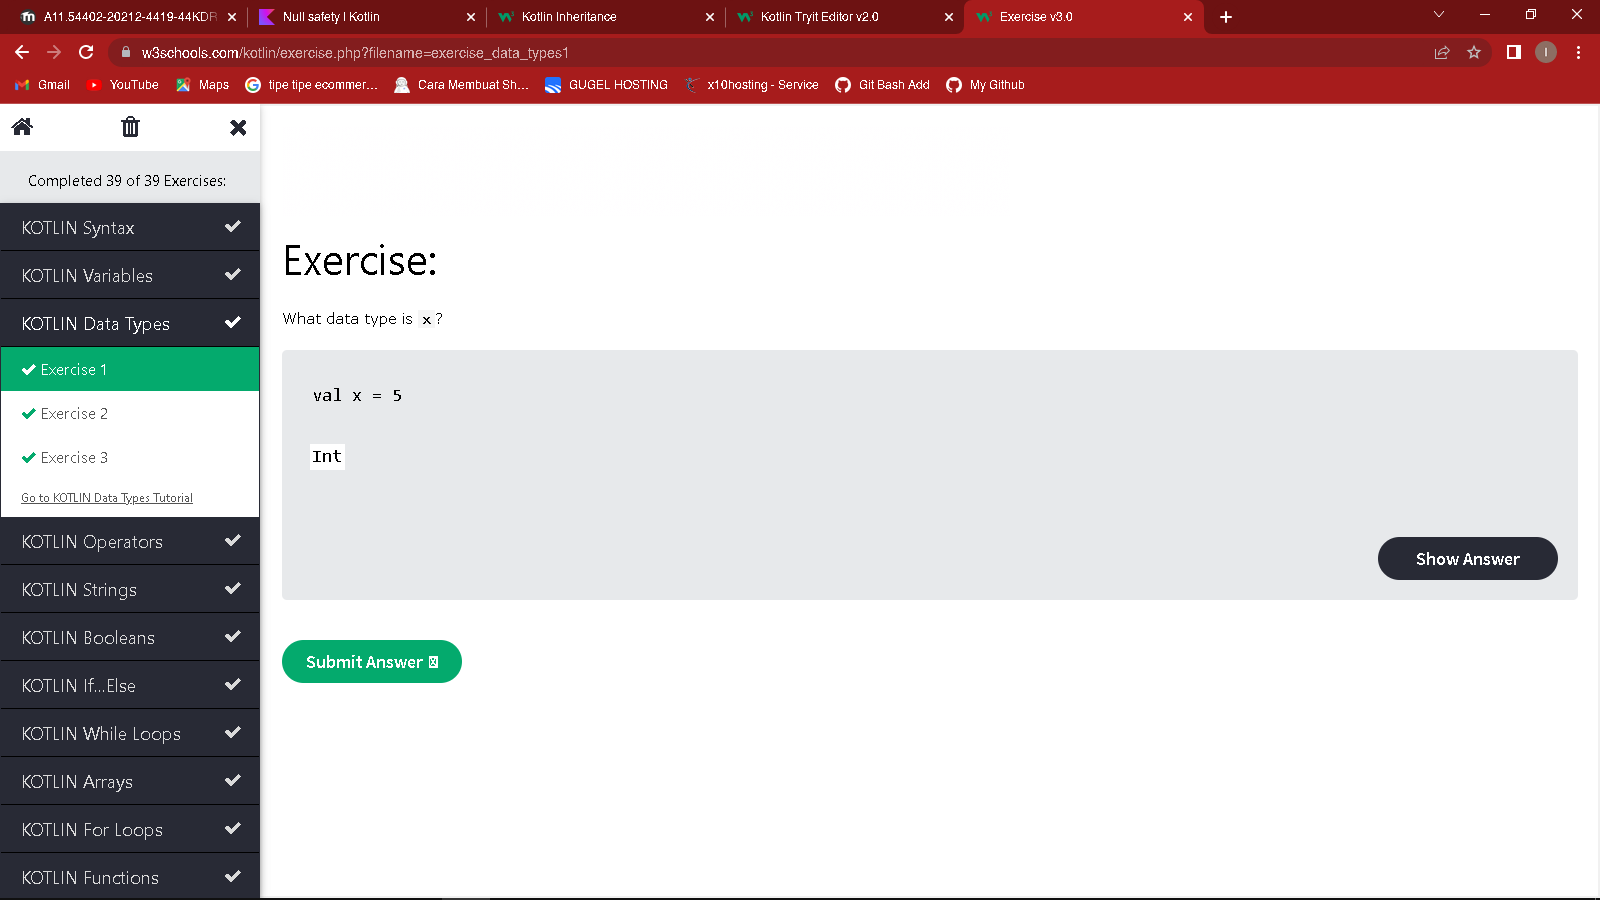 A11.54402-20212-4419-44KDR
Null safety | Kotlin
Kotlin Inheritance
Kotlin Tryit Editor v2.0
Exercise v3.0
w3schools.com/kotlin/exercise.php?filename=exercise_data_types1
I
Gmail
YouTube
Maps
tipe tipe ecommer...
Cara Membuat Sh...
GUGEL HOSTING
x10hosting - Service
Git Bash Add
My Github
Completed 39 of 39 Exercises:
KOTLIN Syntax
KOTLIN Variables
KOTLIN Data Types
Exercise 1
Exercise 2
Exercise 3
Go to KOTLIN Data Types Tutorial
KOTLIN Operators
KOTLIN Strings
KOTLIN Booleans
KOTLIN If...Else
KOTLIN While Loops
KOTLIN Arrays
KOTLIN For Loops
KOTLIN Functions
Exercise:
What data type is x?
val x = 5
Int
Show Answer
Submit Answer